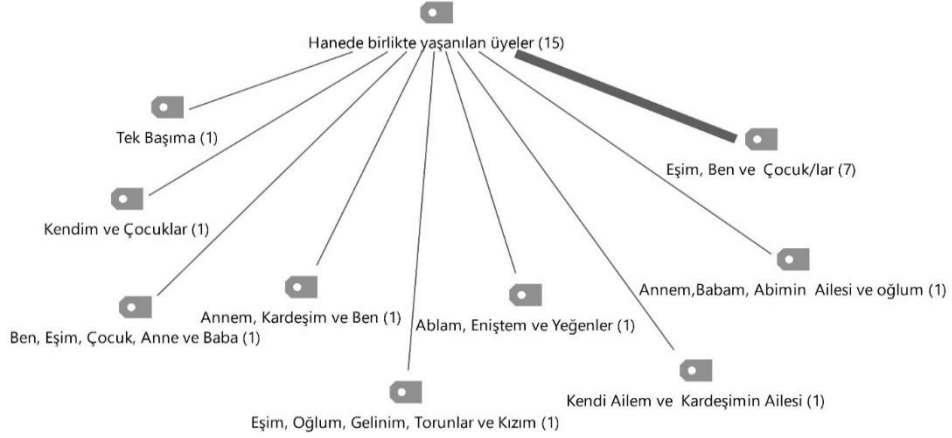 Hanede birlikte yaşanılan üyeler (15)
Tek Başıma (1)
Eşim, Ben ve Çocuk/lar (7)
Kendim ve Çocuklar (1)
Annem,Babam, Abimin Ailesi ve oğlum (1)
Annem, Kardeşim ve Ben (1)
Ablam, Eniştem ve Yeğenler (1)
Ben, Eşim, Çocuk, Anne ve Baba (1)
Kendi Ailem ve Kardeşimin Ailesi (1)
Eşim, Oğlum, Gelinim, Torunlar ve Kızım (1)